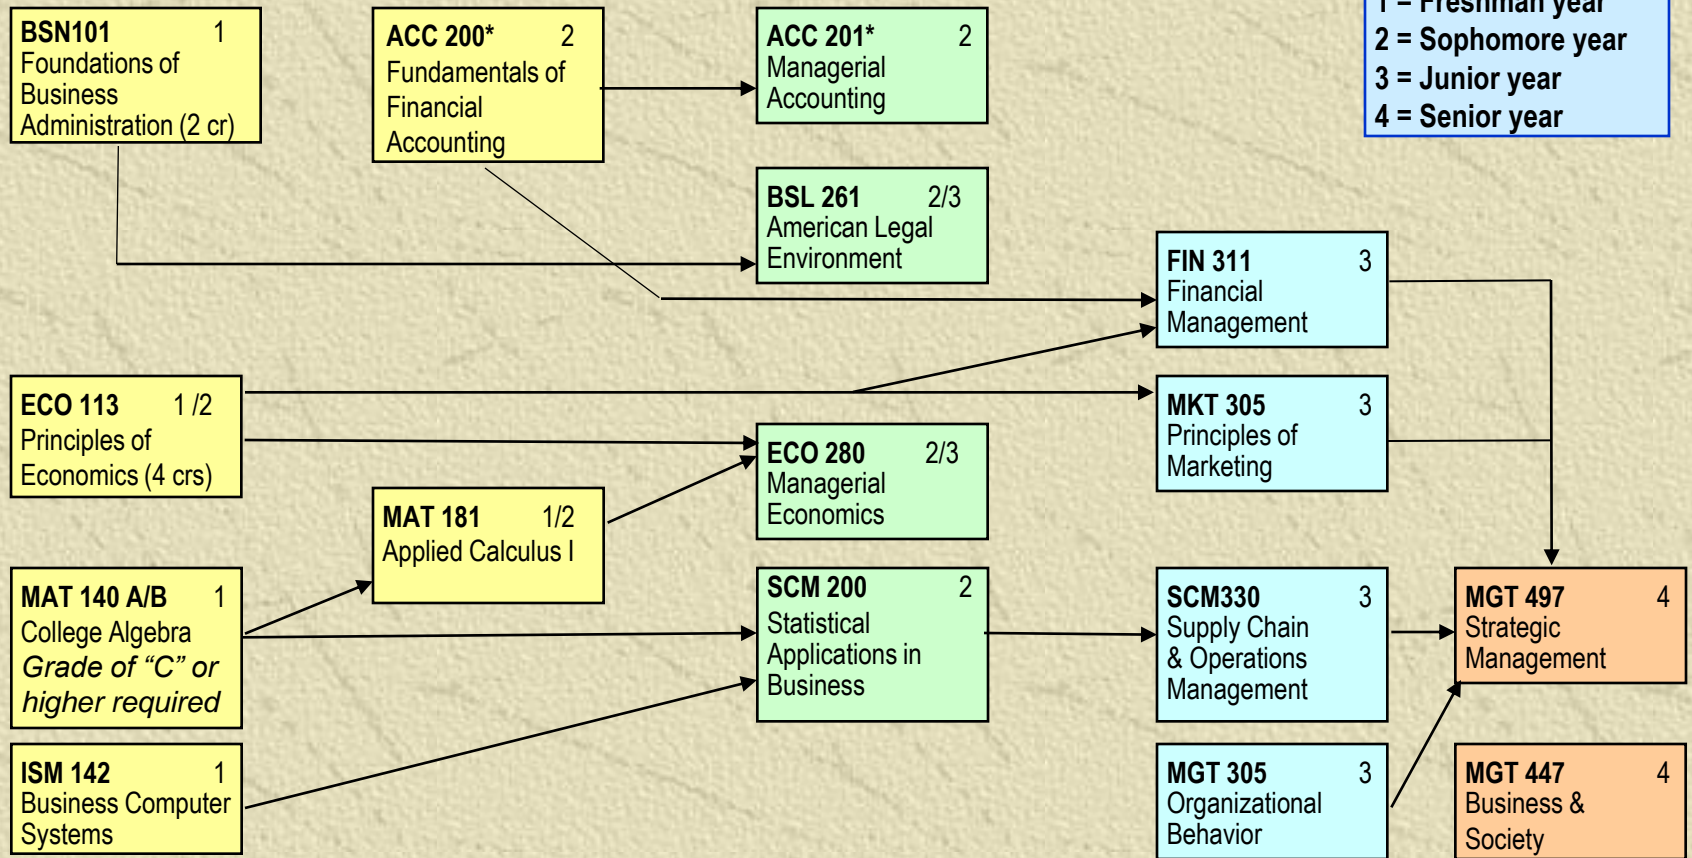 BSN101 1
Foundations of
Business
Administration (2 cr)
ACC 200* 2
Fundamentals of
Financial
Accounting
ACC 201* 2
Managerial
Accounting
1 = Freshman year
2 = Sophomore year
3 = Junior year
4 = Senior year
BSL 261 2/3
American Legal
Environment
FIN 311 3
Financial
Management
ECO 113 1 /2
Principles of
Economics (4 crs)
MKT 305 3
Principles of
Marketing
ECO 280 2/3
Managerial
Economics
MAT 181 1/2
Applied Calculus I
MAT 140 A/B 1
College Algebra
Grade of “C” or
higher required
SCM 200 2
Statistical
Applications in
Business
SCM330 3
Supply Chain
& Operations
Management
MGT 497 4
Strategic
Management
ISM 142 1
Business Computer
Systems
MGT 305 3
Organizational
Behavior
MGT 447 4
Business &
Society